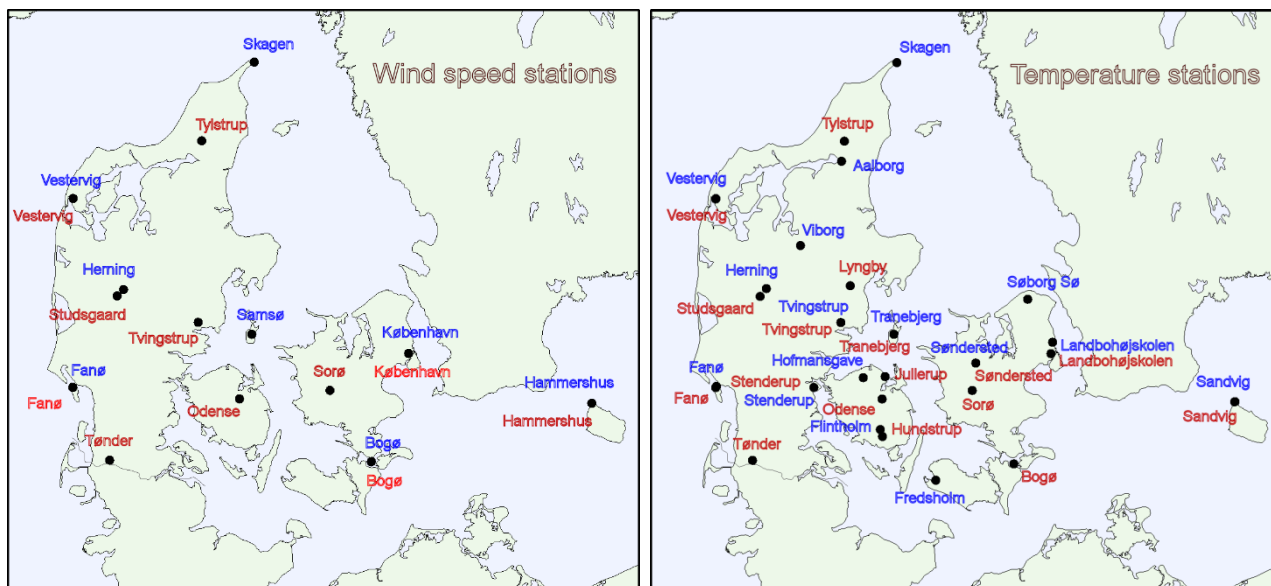 Skagen
Wind speed stations
Tylstrup
Vestervig
Vestervig
Herning
Studsgaard
Tvingstrup
Samsø
København
København
Fanø
Fanø
Sorø
Odense
Hammershus
Hammershus
Tønder
Bogø
Bogø
Skagen
Temperature stations
Tylstrup
Aalborg
Vestervig
Vestervig
Viborg
Herning
Lyngby
Studsgaard
Søborg Sø
Tvingstrup
Tvingstrup
Tranebjerg
Tranebjerg
Landbohøjskolen
Landbohøjskolen
Søndersted
Søndersted
Hofmansgave
Jullerup
Fanø
Fanø
Stenderup
Stenderup
Odense
Sorø
Sandvig
Sandvig
Flintholm
Hundstrup
Tønder
Bogø
Fredsholm